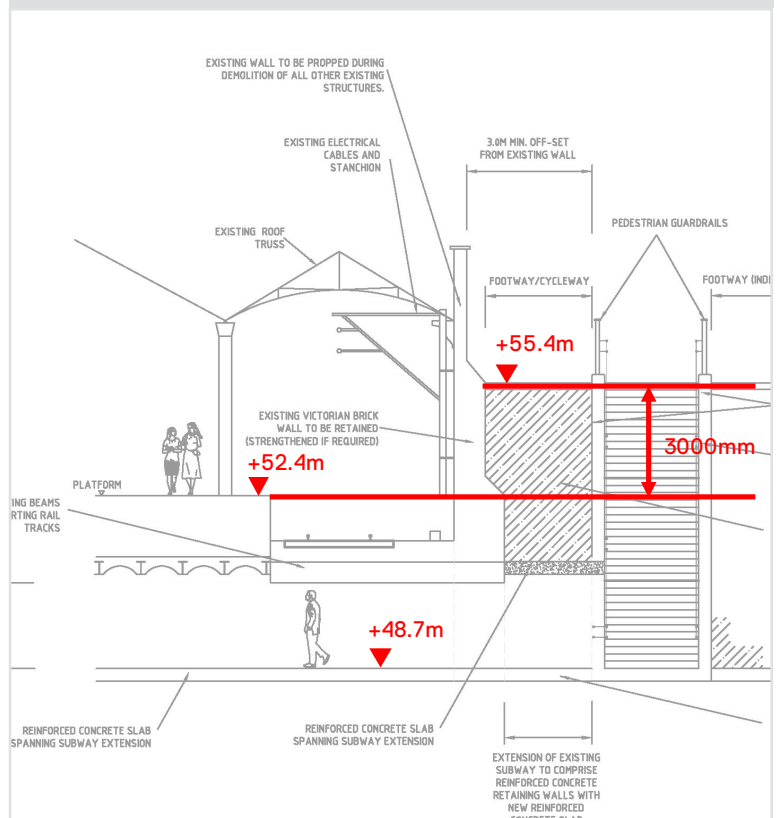 EXISTING WALL TO BE PROPPED DURING
DEMOLITION OF ALL OTHER EXISTING
STRUCTURES.
EXISTING ELECTRICAL
CABLES AND
STANCHION
3.0M MIN. OFF-SET
FROM EXISTING WALL
EXISTING ROOF
TRUSS
PEDESTRIAN GUARDRAILS
FOOTWAY/CYCLEWAY
FOOTWAY (INDI
+55.4m
EXISTING VICTORIAN BRICK
WALL TO BE RETAINED
(STRENGTHENED IF REQUIRED)
3000mm
+52.4m
PLATFORM
ING BEAMS
RTING RAIL
TRACKS
+48.7m
REINFORCED CONCRETE SLAB
SPANNING SUBWAY EXTENSION
REINFORCED CONCRETE SLAB
SPANNING SUBWAY EXTENSION
EXTENSION OF EXISTING
SUBWAY TO COMPRISE
REINFORCED CONCRETE
RETAINING WALLS WITH
NEW REINFORCED
CONCRETE SLAB